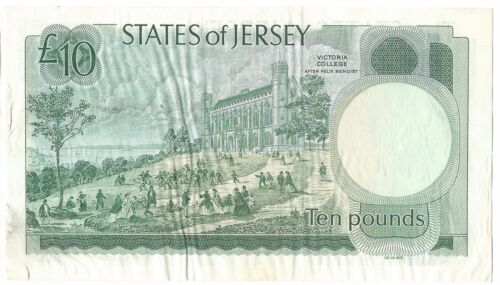 £10
STATES of JERSEY
VICTORIA
COLLEGE
AFTER FELIX BENOIST
Ten pounds